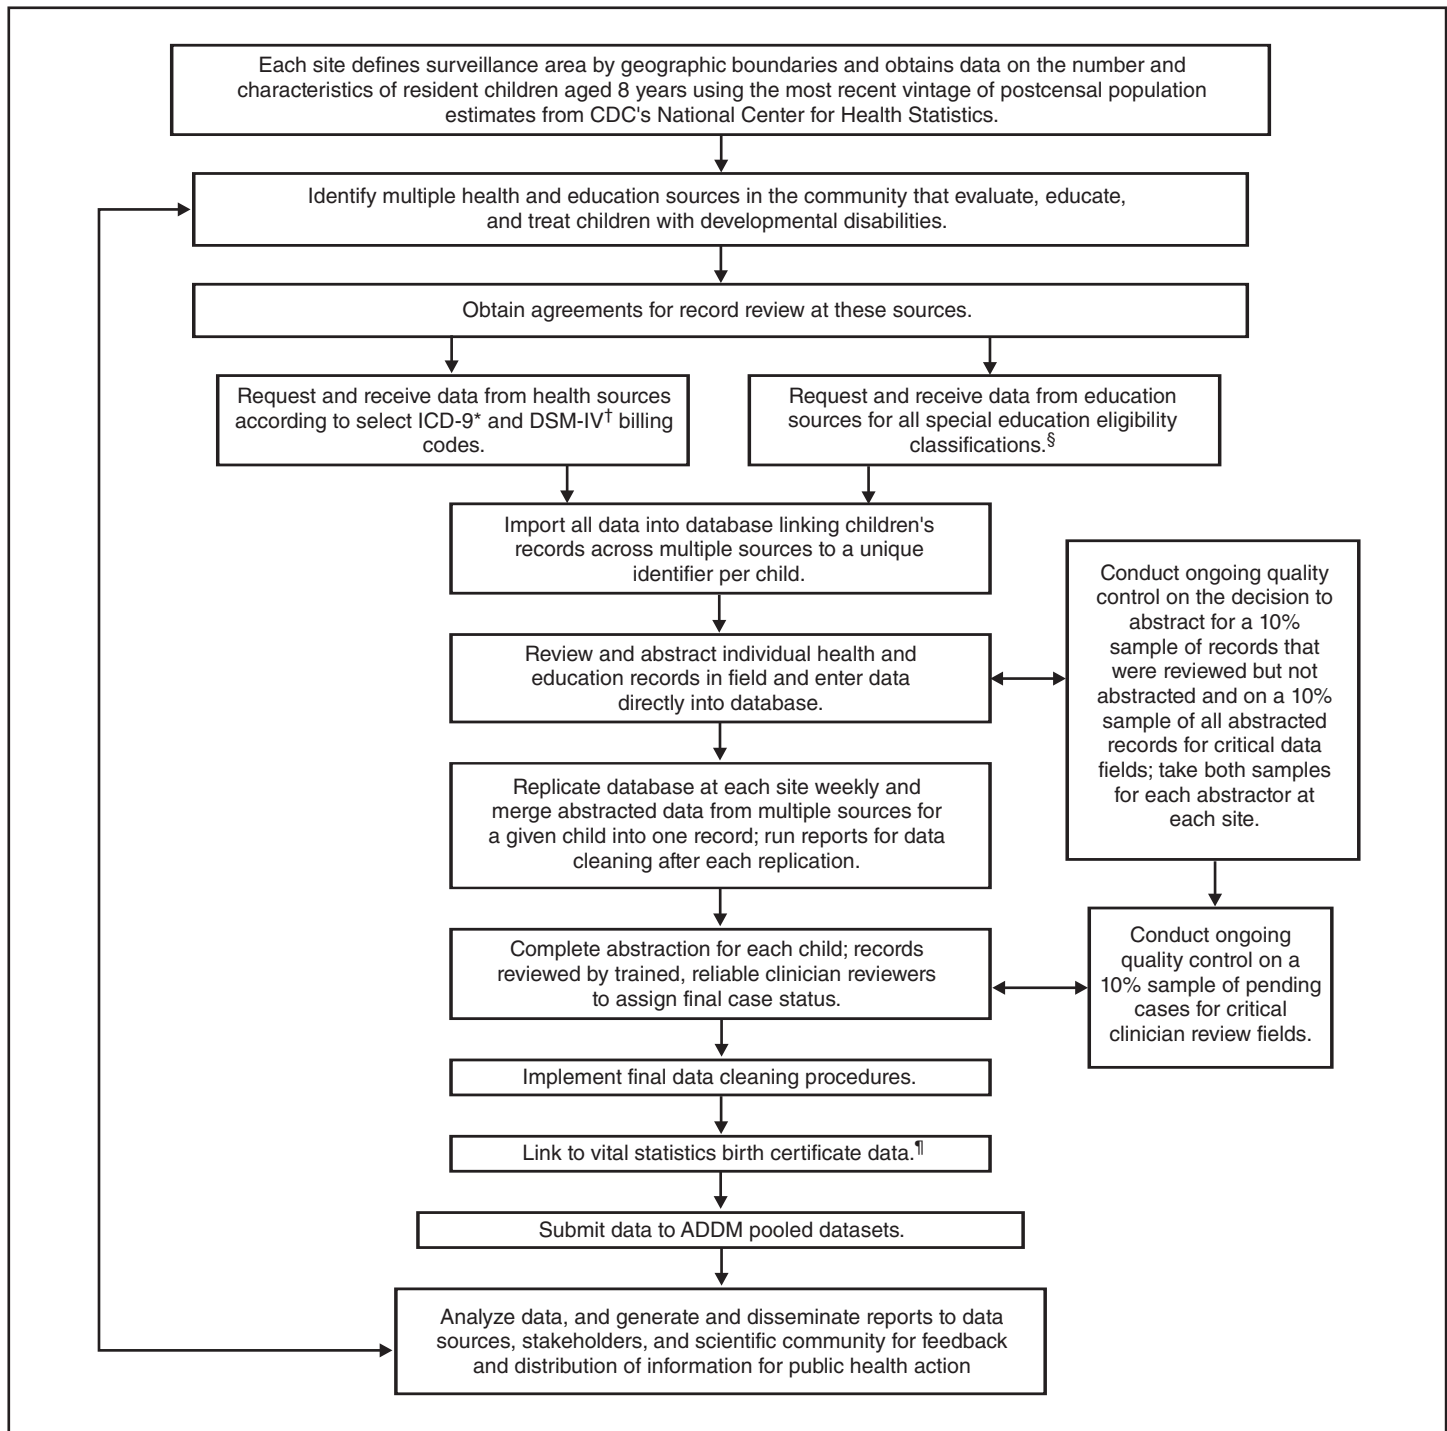 Each site defines surveillance area by geographic boundaries and obtains data on the number and
characteristics of resident children aged 8 years using the most recent vintage of postcensal population
estimates from CDC's National Center for Health Statistics.
Identify multiple health and education sources in the community that evaluate, educate,
and treat children with developmental disabilities.
Obtain agreements for record review at these sources.
Request and receive data from health sources
according to select ICD-9* and DSM-IV† billing
codes.
Request and receive data from education
sources for all special education eligibility
classifications.§
Import all data into database linking children's
records across multiple sources to a unique
identifier per child.
Review and abstract individual health and
education records in field and enter data
directly into database.
Conduct ongoing quality
control on the decision to
abstract for a 10%
sample of records that
were reviewed but not
abstracted and on a 10%
sample of all abstracted
records for critical data
fields; take both samples
for each abstractor at
each site.
Replicate database at each site weekly and
merge abstracted data from multiple sources for
a given child into one record; run reports for data
cleaning after each replication.
Complete abstraction for each child; records
reviewed by trained, reliable clinician reviewers
to assign final case status.
Conduct ongoing
quality control on a
10% sample of pending
cases for critical
clinician review fields.
Implement final data cleaning procedures.
Link to vital statistics birth certificate data.¶
Submit data to ADDM pooled datasets.
Analyze data, and generate and disseminate reports to data
sources, stakeholders, and scientific community for feedback
and distribution of information for public health action